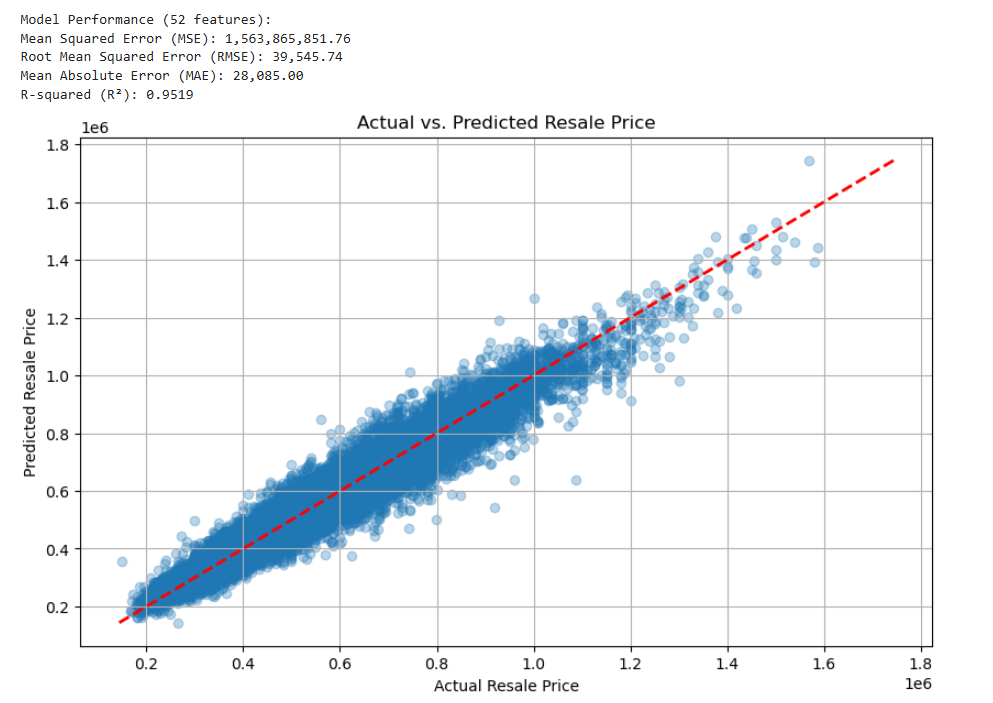 Model Performance (52 features):
Mean Squared Error (MSE): 1,563,865,851.76
Root Mean Squared Error (RMSE): 39,545.74
Mean Absolute Error (MAE): 28,085.00
R-squared (R²): 0.9519
Actual vs. Predicted Resale Price
1e6
1.8
1.6
1.4
1.2
1.0
0.8
0.6
0.4
0.2
Predicted Resale Price
0.2 0.4 0.6 0.8 1.0 1.2 1.4 1.6 1.8
1e6
Actual Resale Price